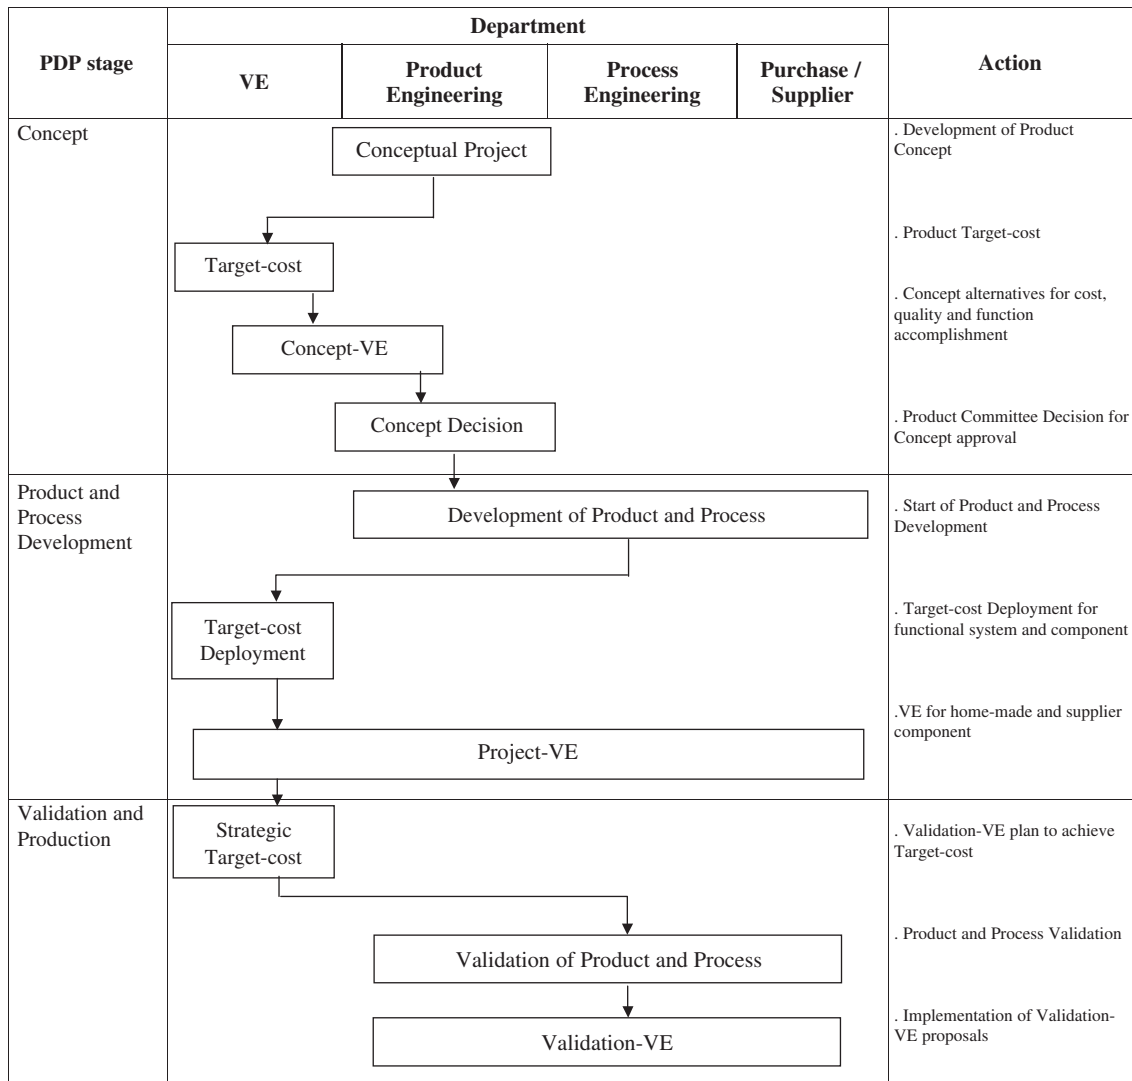 PDP stage
Department
Action
VE
Product
Engineering
Process
Engineering
Purchase /
Supplier
Concept
Conceptual Project
. Development of Product
Concept
Target-cost
. Product Target-cost
Concept-VE
. Concept alternatives for cost,
quality and function
accomplishment
Concept Decision
. Product Committee Decision for
Concept approval
Product and
Process
Development
Development of Product and Process
. Start of Product and Process
Development
Target-cost
Deployment
. Target-cost Deployment for
functional system and component
Project-VE
.VE for home-made and supplier
component
Validation and
Production
Strategic
Target-cost
. Validation-VE plan to achieve
Target-cost
Validation of Product and Process
. Product and Process Validation
Validation-VE
. Implementation of Validation-
VE proposals